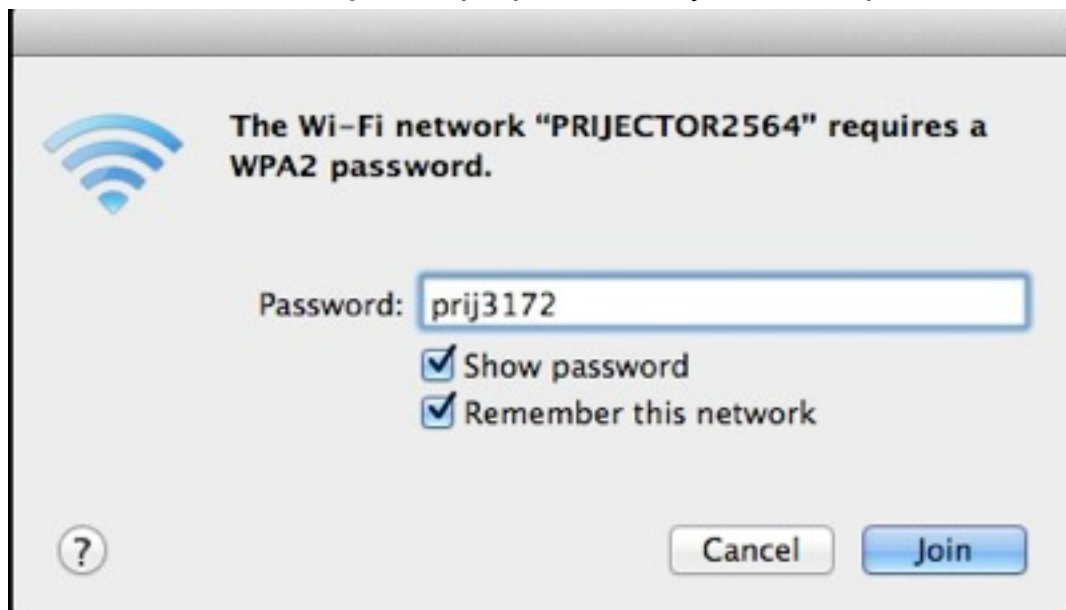 The Wi-Fi network “PRIJECTOR2564” requires a
WPA2 password.
Password: prij3172
Show password
Remember this network
? Cancel Join